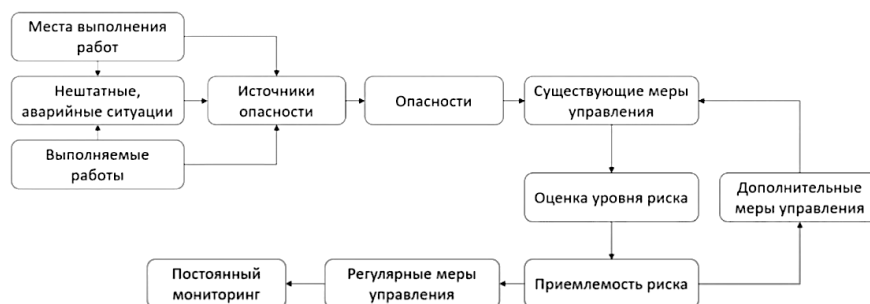 Места выполнения
работ
Нештатные,
аварийные ситуации
Выполняемые
работы
Источники
опасности
Опасности
Существующие меры
управления
Оценка уровня риска
Дополнительные
меры управления
Приемлемость риска
Регулярные меры
управления
Постоянный
мониторинг